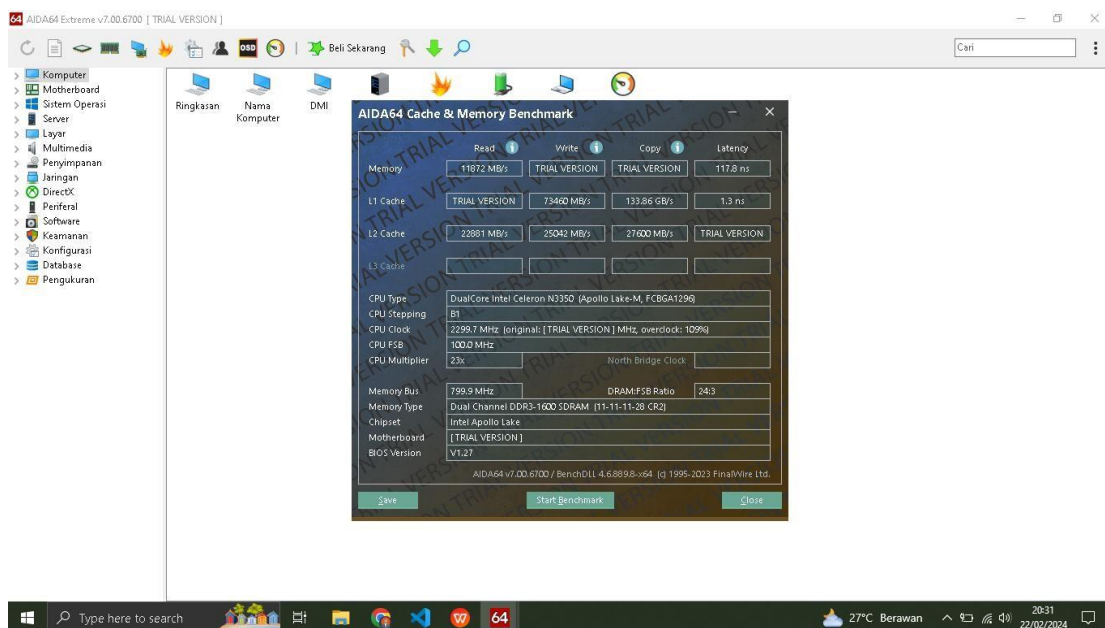 64 AIDA64 Extreme v7.00.6700 [ TRIAL VERSION ]
OSD Beli Sekarang Cari
Komputer
Motherboard
Sistem Operasi
Server
Layar
Multimedia
Penyimpanan
Jaringan
DirectX
Periferal
Software
Keamanan
Konfigurasi
Database
Pengukuran
Ringkasan
Nama Komputer
DMI
AIDA64 Cache & Memory Benchmark
Read Write Copy Latency
Memory 11872 MB/s TRIAL VERSION TRIAL VERSION 117.8 ns
L1 Cache TRIAL VERSION 73460 MB/s 133.86 GB/s 1.3 ns
L2 Cache 22881 MB/s 25042 MB/s 27600 MB/s TRIAL VERSION
L3 Cache
CPU Type DualCore Intel Celeron N3350 (Apollo Lake-M, FCBGA1296)
CPU Stepping B1
CPU Clock 2299.7 MHz (original: [ TRIAL VERSION ] MHz, overclock: 109%)
CPU FSB 100.0 MHz
CPU Multiplier 23x North Bridge Clock
Memory Bus 799.9 MHz DRAM:FSB Ratio 24:3
Memory Type Dual Channel DDR3-1600 SDRAM (11-11-11-28 CR2)
Chipset Intel Apollo Lake
Motherboard [ TRIAL VERSION ]
BIOS Version V1.27
AIDA64 v7.00.6700 / BenchDLL 4.6.889.8-x64 (c) 1995-2023 FinalWire Ltd.
Save Start Benchmark Close
Type here to search
64
27°C Berawan
20:31
22/02/2024